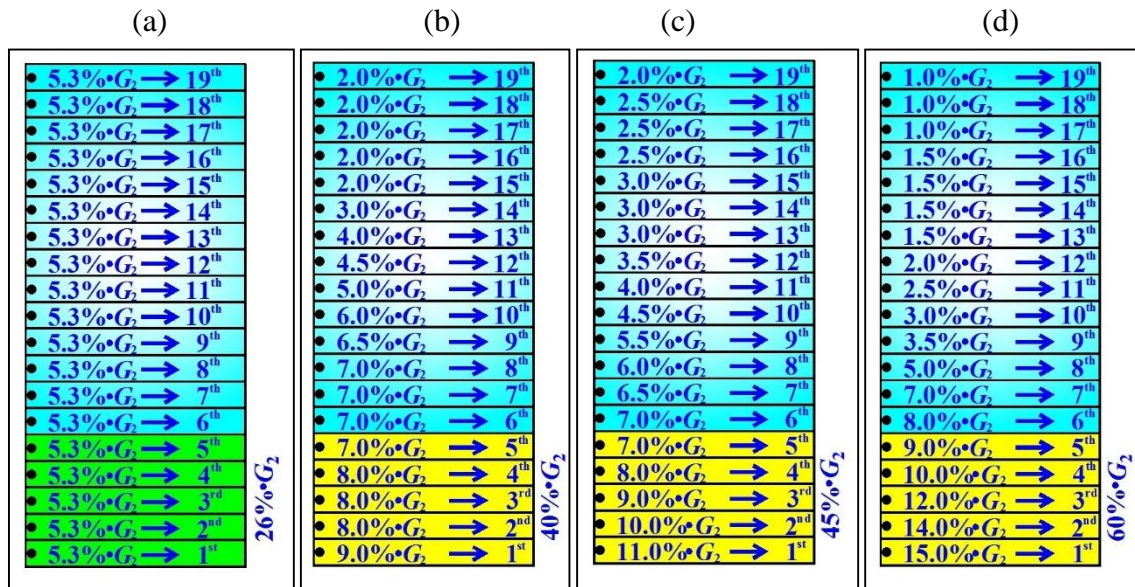 (a)
5.3%•G₂ → 19th
5.3%•G₂ → 18th
5.3%•G₂ → 17th
5.3%•G₂ → 16th
5.3%•G₂ → 15th
5.3%•G₂ → 14th
5.3%•G₂ → 13th
5.3%•G₂ → 12th
5.3%•G₂ → 11th
5.3%•G₂ → 10th
5.3%•G₂ → 9th
5.3%•G₂ → 8th
5.3%•G₂ → 7th
5.3%•G₂ → 6th
5.3%•G₂ → 5th
5.3%•G₂ → 4th
5.3%•G₂ → 3rd
5.3%•G₂ → 2nd
5.3%•G₂ → 1st
26%•G₂
(b)
2.0%•G₂ → 19th
2.0%•G₂ → 18th
2.0%•G₂ → 17th
2.0%•G₂ → 16th
2.0%•G₂ → 15th
3.0%•G₂ → 14th
4.0%•G₂ → 13th
4.5%•G₂ → 12th
5.0%•G₂ → 11th
6.0%•G₂ → 10th
6.5%•G₂ → 9th
7.0%•G₂ → 8th
7.0%•G₂ → 7th
7.0%•G₂ → 6th
7.0%•G₂ → 5th
8.0%•G₂ → 4th
8.0%•G₂ → 3rd
8.0%•G₂ → 2nd
9.0%•G₂ → 1st
40%•G₂
(c)
2.0%•G₂ → 19th
2.5%•G₂ → 18th
2.5%•G₂ → 17th
2.5%•G₂ → 16th
3.0%•G₂ → 15th
3.0%•G₂ → 14th
3.0%•G₂ → 13th
3.5%•G₂ → 12th
4.0%•G₂ → 11th
4.5%•G₂ → 10th
5.5%•G₂ → 9th
6.0%•G₂ → 8th
6.5%•G₂ → 7th
7.0%•G₂ → 6th
7.0%•G₂ → 5th
8.0%•G₂ → 4th
9.0%•G₂ → 3rd
10.0%•G₂ → 2nd
11.0%•G₂ → 1st
45%•G₂
(d)
1.0%•G₂ → 19th
1.0%•G₂ → 18th
1.0%•G₂ → 17th
1.5%•G₂ → 16th
1.5%•G₂ → 15th
1.5%•G₂ → 14th
1.5%•G₂ → 13th
2.0%•G₂ → 12th
2.5%•G₂ → 11th
3.0%•G₂ → 10th
3.5%•G₂ → 9th
5.0%•G₂ → 8th
7.0%•G₂ → 7th
8.0%•G₂ → 6th
9.0%•G₂ → 5th
10.0%•G₂ → 4th
12.0%•G₂ → 3rd
14.0%•G₂ → 2nd
15.0%•G₂ → 1st
60%•G₂